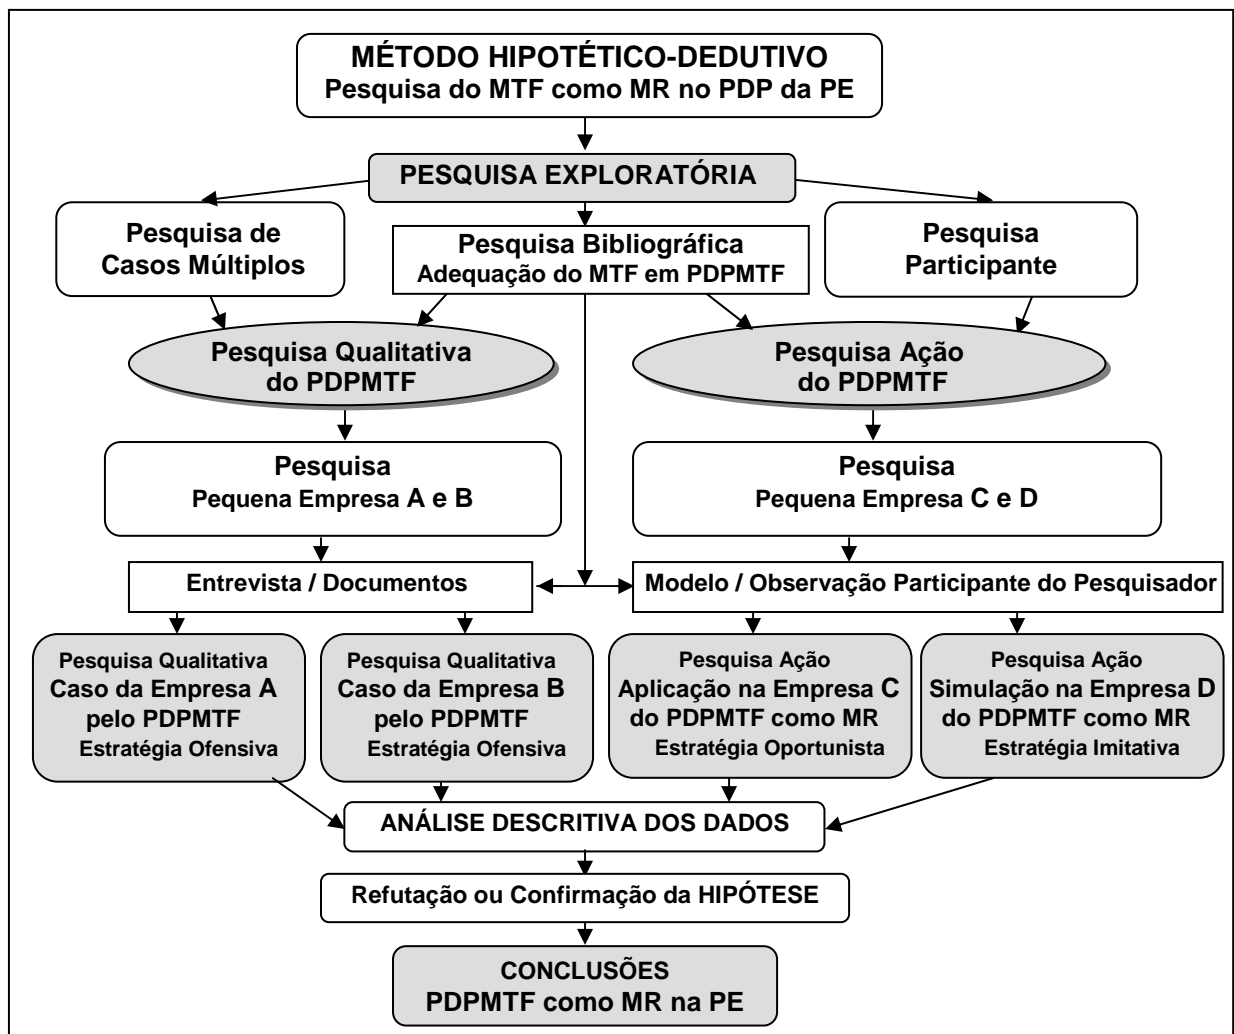 MÉTODO HIPOTÉTICO-DEDUTIVO
Pesquisa do MTF como MR no PDP da PE
PESQUISA EXPLORATÓRIA
Pesquisa de
Casos Múltiplos
Pesquisa Bibliográfica
Adequação do MTF em PDPMTF
Pesquisa
Participante
Pesquisa Qualitativa
do PDPMTF
Pesquisa Ação
do PDPMTF
Pesquisa
Pequena Empresa A e B
Pesquisa
Pequena Empresa C e D
Entrevista / Documentos
Modelo / Observação Participante do Pesquisador
Pesquisa Qualitativa
Caso da Empresa A
pelo PDPMTF
Estratégia Ofensiva
Pesquisa Qualitativa
Caso da Empresa B
pelo PDPMTF
Estratégia Ofensiva
Pesquisa Ação
Aplicação na Empresa C
do PDPMTF como MR
Estratégia Oportunista
Pesquisa Ação
Simulação na Empresa D
do PDPMTF como MR
Estratégia Imitativa
ANÁLISE DESCRITIVA DOS DADOS
Refutação ou Confirmação da HIPÓTESE
CONCLUSÕES
PDPMTF como MR na PE